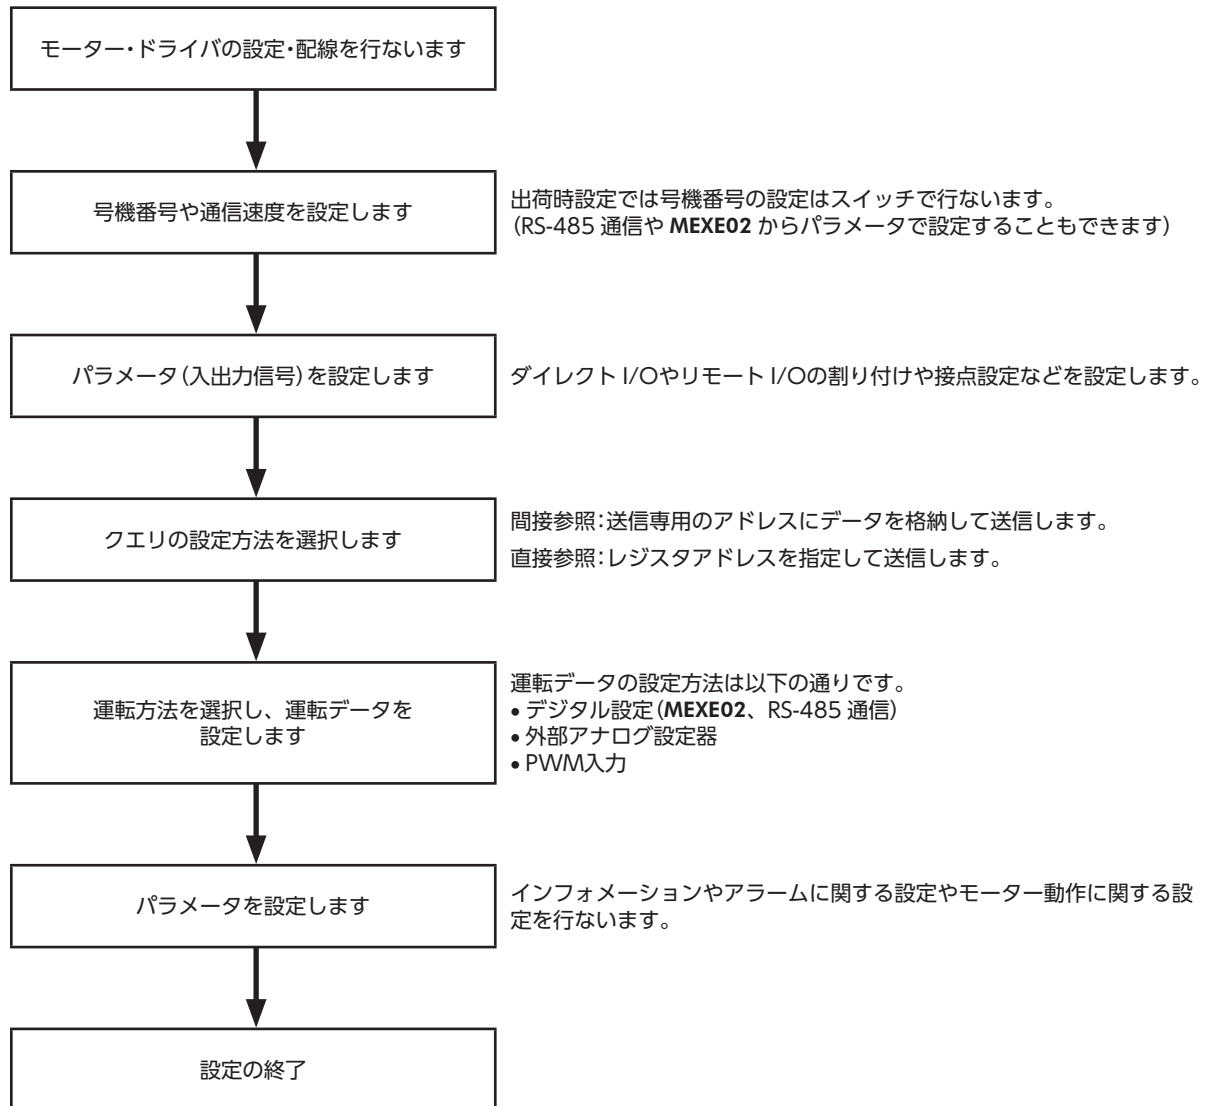 モーター・ドライバの設定・配線を行ないます
号機番号や通信速度を設定します
出荷時設定では号機番号の設定はスイッチで行ないます。
（RS-485 通信や MEXE02 からパラメータで設定することもできます）
パラメータ（入出力信号）を設定します
ダイレクト I/Oやリモート I/Oの割り付けや接点設定などを設定します。
クエリの設定方法を選択します
間接参照：送信専用のアドレスにデータを格納して送信します。
直接参照：レジスタアドレスを指定して送信します。
運転方法を選択し、運転データを
設定します
運転データの設定方法は以下の通りです。
• デジタル設定（MEXE02、RS-485 通信）
• 外部アナログ設定器
• PWM入力
パラメータを設定します
インフォメーションやアラームに関する設定やモーター動作に関する設
定を行ないます。
設定の終了